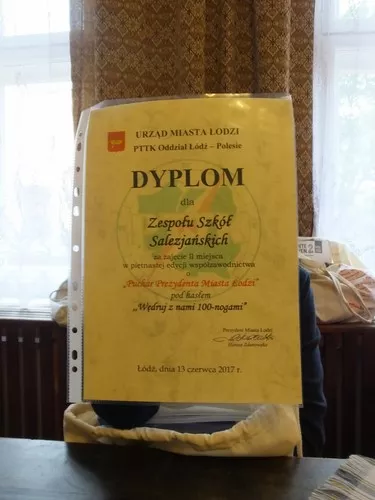 URZĄD MIASTA ŁODZI
PTTK Oddział Łódź – Polesie
DYPLOM
dla
Zespołu Szkół
Salezjańskich
za zajęcie II miejsca
w piętnastej edycji współzawodnictwa
o
„Puchar Prezydenta Miasta Łodzi”
pod hasłem
„Wędruj z nami 100-nogami”
Prezydent Miasta Łodzi
Hanna Zdanowska
Łódź, dnia 13 czerwca 2017 r.